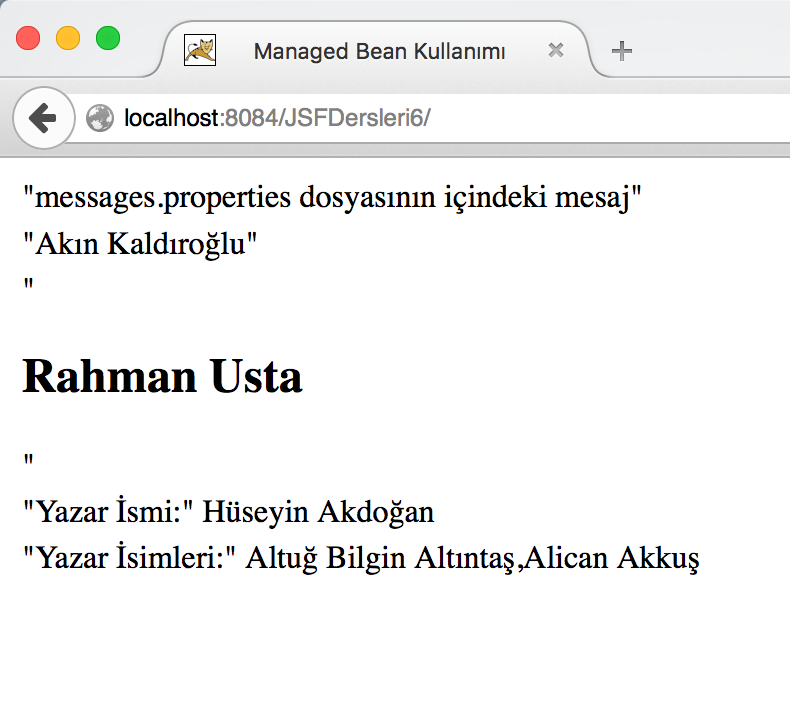 Managed Bean Kullanımı
localhost:8084/JSFDersleri6/
"messages.properties dosyasının içindeki mesaj"
"Akın Kaldıroğlu"
"
Rahman Usta
"
"Yazar İsmi:" Hüseyin Akdoğan
"Yazar İsimleri:" Altuğ Bilgin Altıntaş,Alican Akkuş